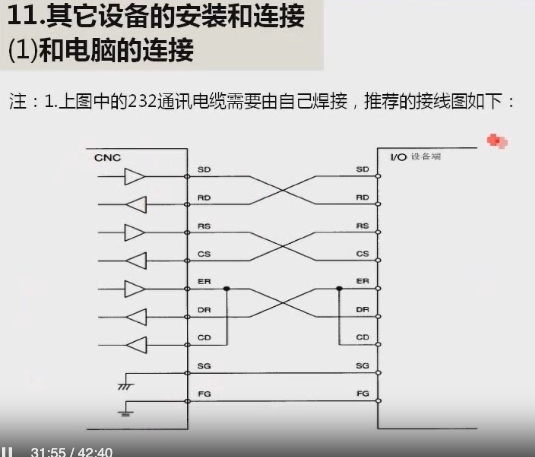 11.其它设备的安装和连接
(1)和电脑的连接
注：1.上图中的232通讯电缆需要由自己焊接，推荐的接线图如下：
CNC
I/O 设备端
SD SD
RD RD
RS RS
CS CS
ER ER
DR DR
CD CD
SG SG
FG FG
31:55 / 42:40